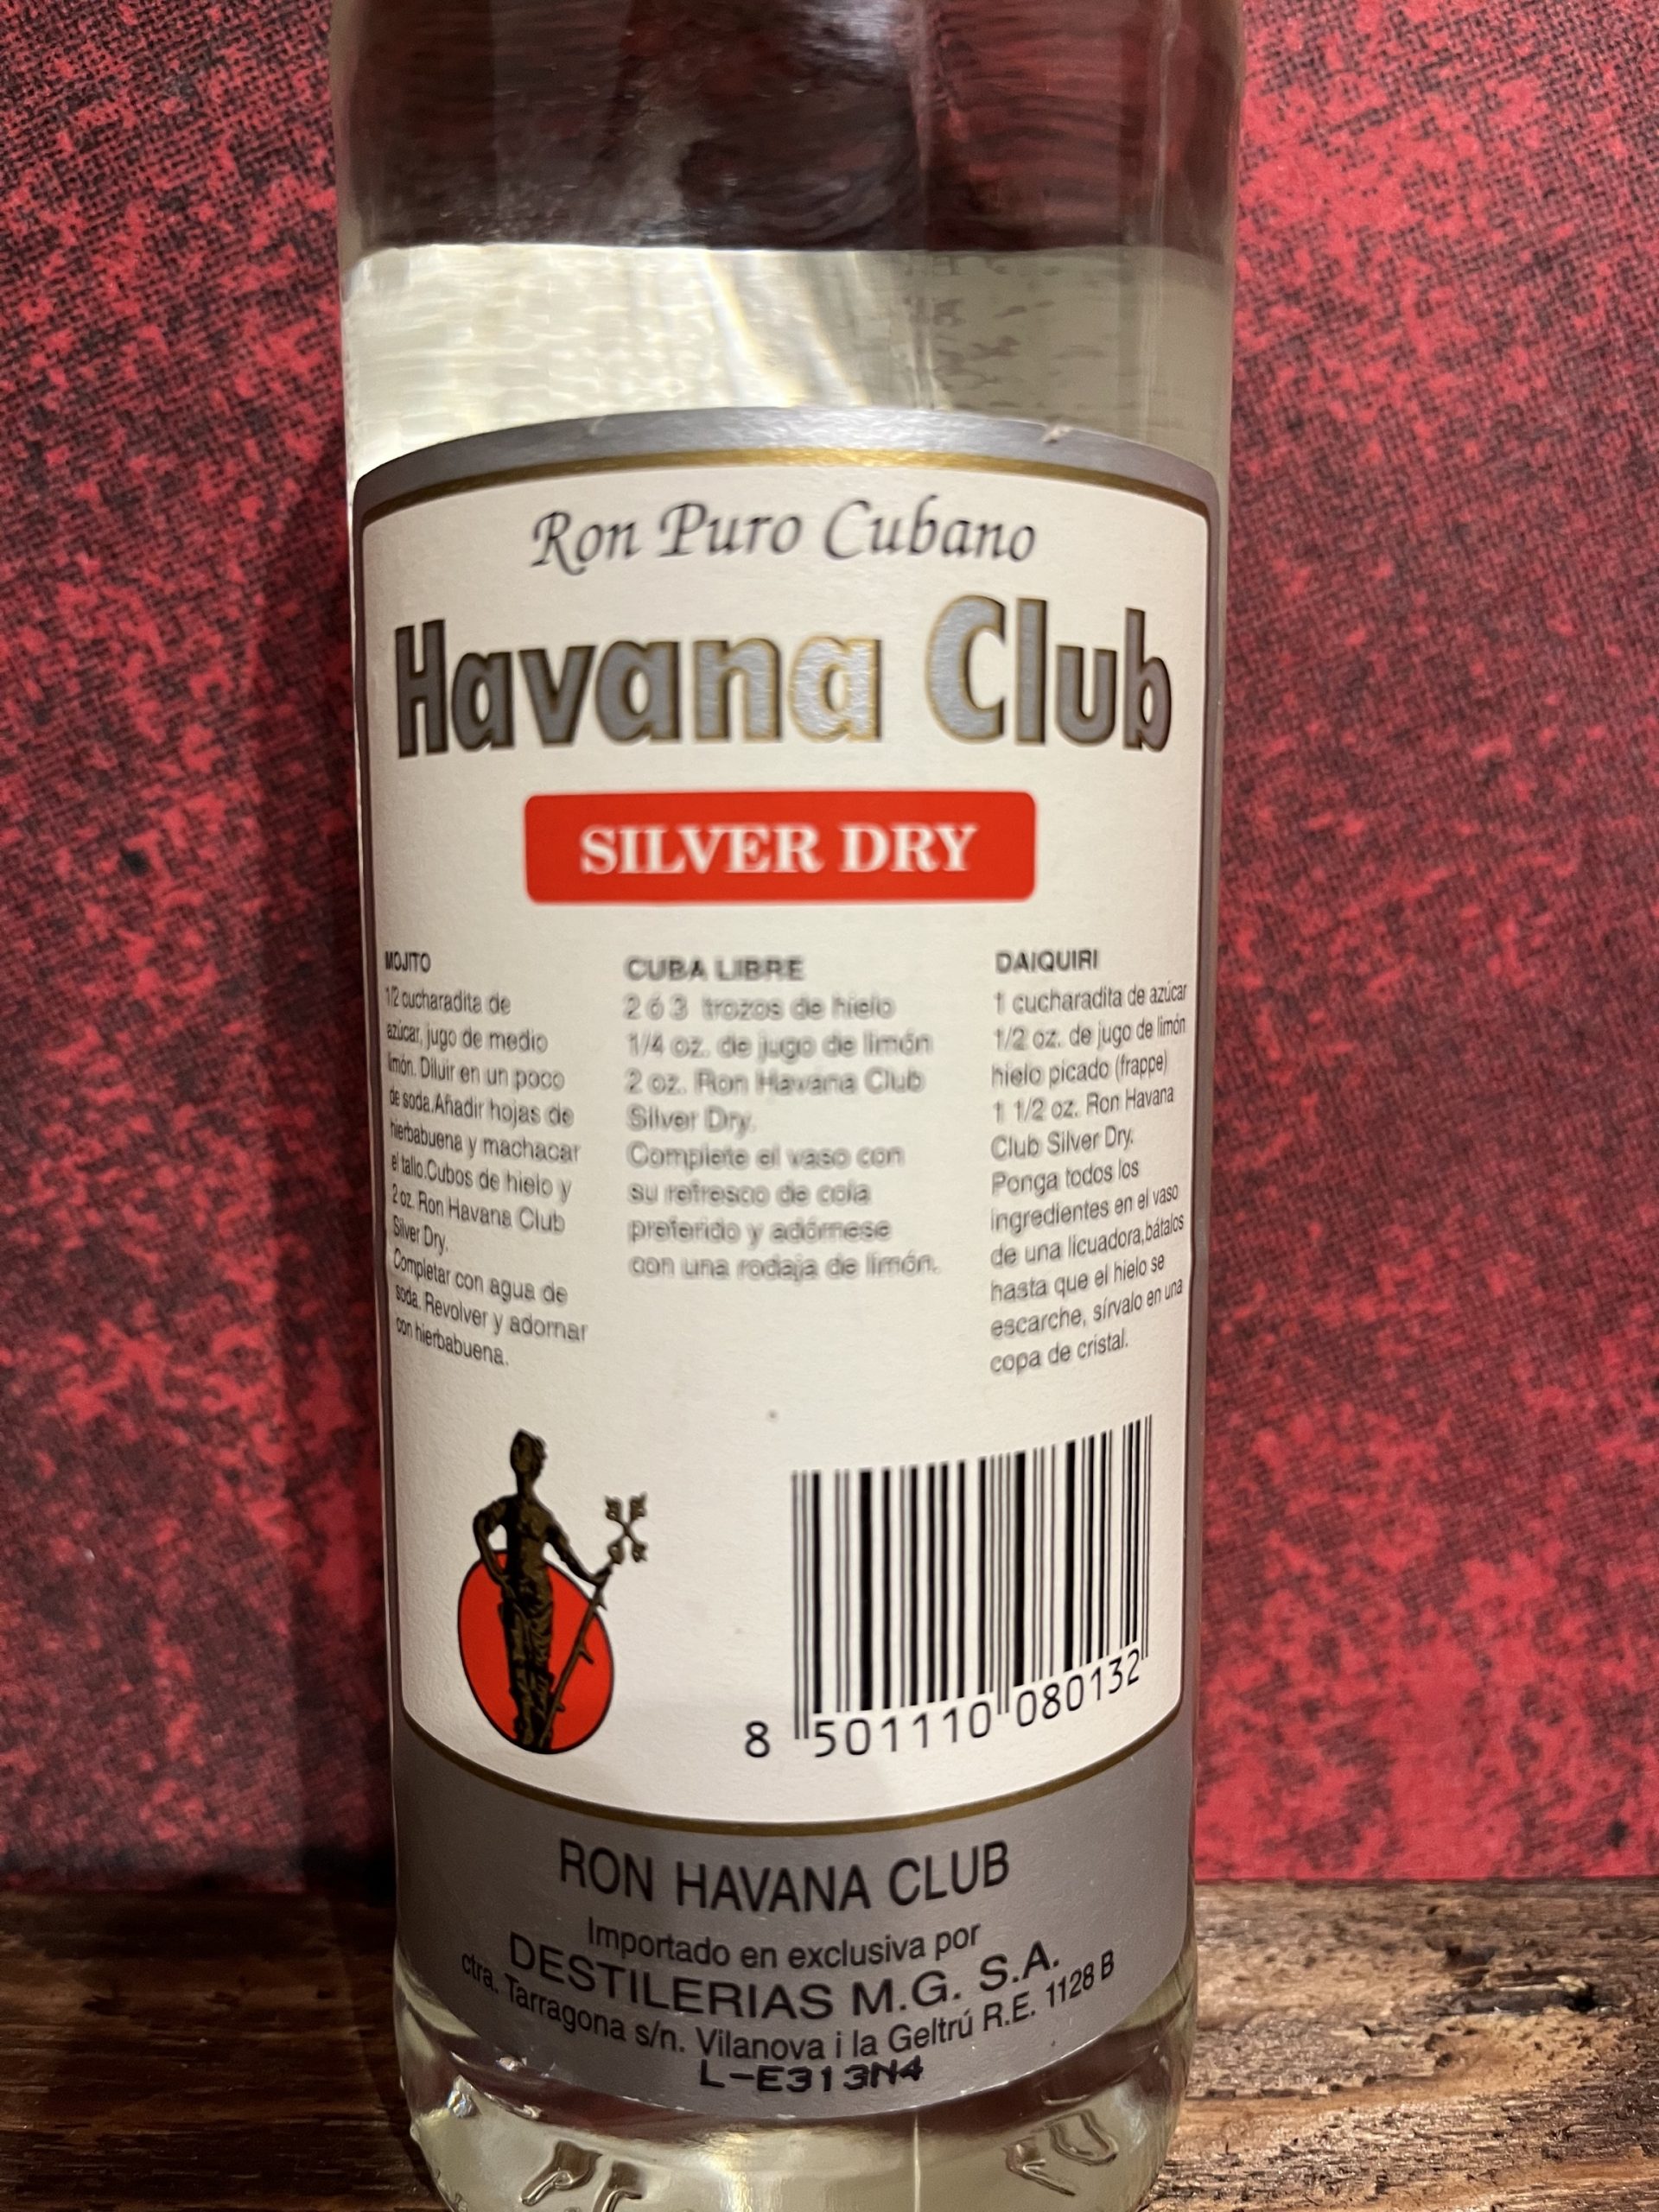 Ron Puro Cubano
Havana Club
SILVER DRY
MOJITO
1/2 cucharadita de
azúcar, jugo de medio
limón. Diluir en un poco
de soda.Añadir hojas de
hierbabuena y machacar
el tallo.Cubos de hielo y
2 oz. Ron Havana Club
Silver Dry.
Completar con agua de
soda. Revolver y adornar
con hierbabuena.
CUBA LIBRE
2 ó 3 trozos de hielo
1/4 oz. de jugo de limón
2 oz. Ron Havana Club
Silver Dry.
Complete el vaso con
su refresco de cola
preferido y adórnese
con una rodaja de limón.
DAIQUIRI
1 cucharadita de azúcar
1/2 oz. de jugo de limón
hielo picado (frappe)
1 1/2 oz. Ron Havana
Club Silver Dry.
Ponga todos los
ingredientes en el vaso
de una licuadora,bátalos
hasta que el hielo se
escarche, sírvalo en una
copa de cristal.
8 501110 080132
RON HAVANA CLUB
Importado en exclusiva por
DESTILERIAS M.G. S.A.
ctra. Tarragona s/n. Vilanova i la Geltrú R.E. 1128 B
L-E313N4